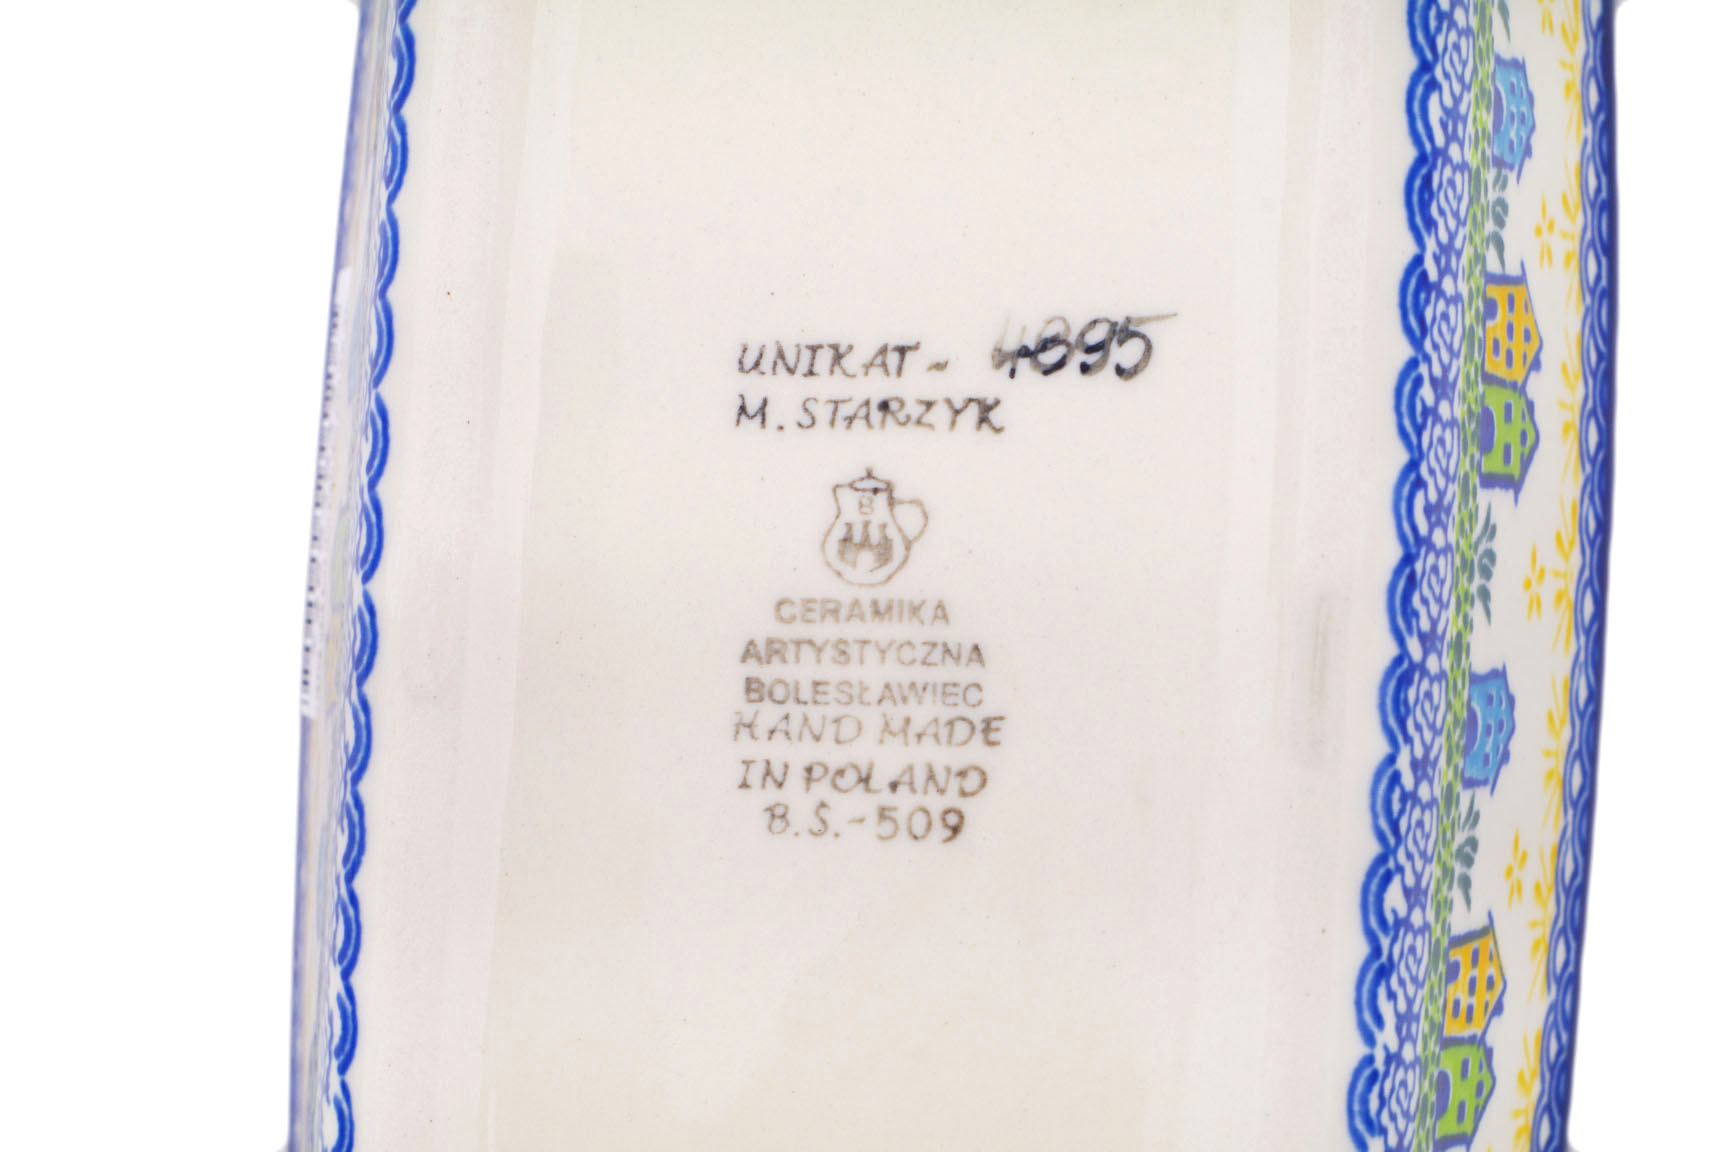 UNIKAT - 4895
M. STARZYK
B
CERAMIKA
ARTYSTYCZNA
BOLESŁAWIEC
HAND MADE
IN POLAND
B.Ś.-509